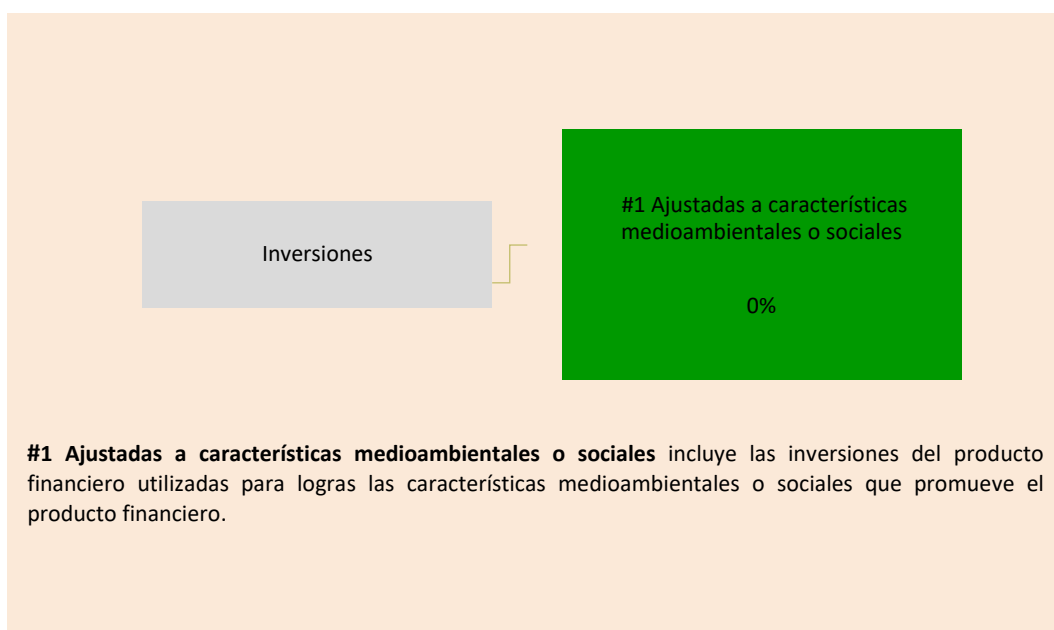 #1 Ajustadas a características
medioambientales o sociales
Inversiones
0%
#1 Ajustadas a características medioambientales o sociales incluye las inversiones del producto
financiero utilizadas para logras las características medioambientales o sociales que promueve el
producto financiero.